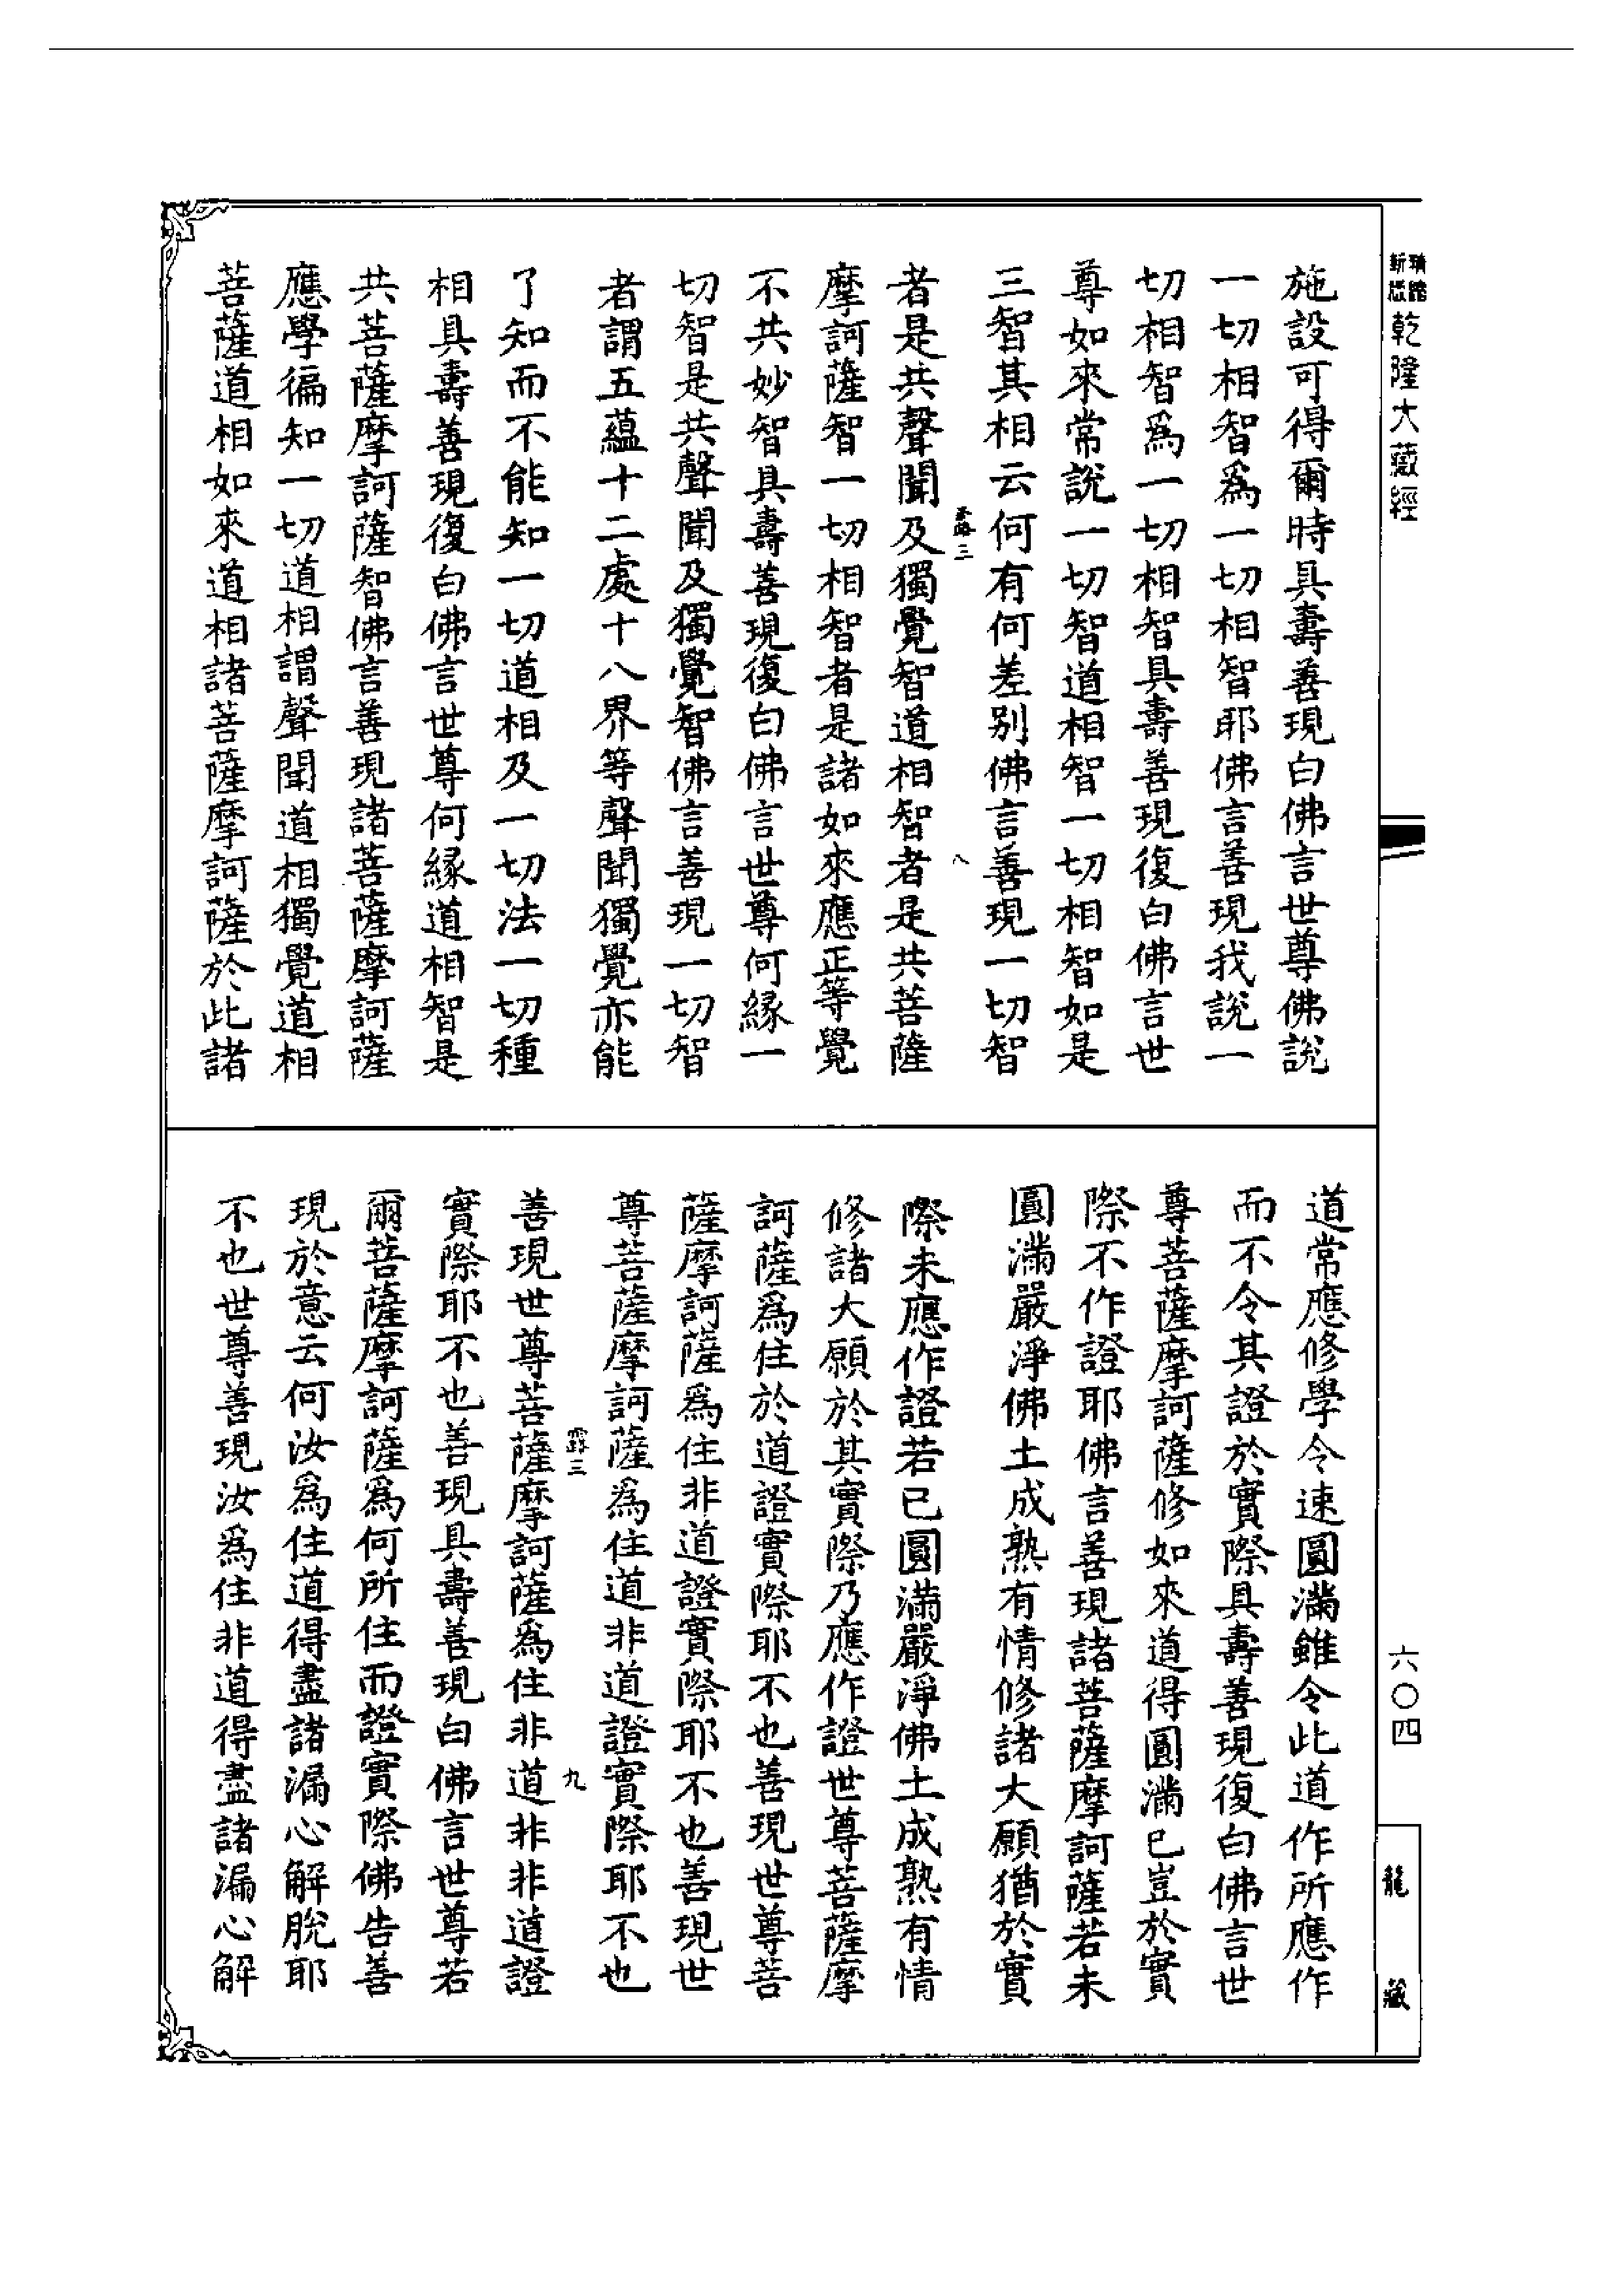 乾隆大藏經
施設可得爾時具壽善現白佛言世尊佛說
一切相智爲一切相智耶佛言善現我說一
切相智爲一切相智具壽善現復白佛言世
尊如來常說一切智道相智一切相智如是
三智其相云何有何差別佛言善現一切智
八
者是共聲聞及獨覺智道相智者是共菩薩
摩訶薩智一切相智者是諸如來應正等覺
不共妙智具壽善現復白佛言世尊何緣一
切智是共聲聞及獨覺智佛言善現一切智
者謂五蘊十二處十八界等聲聞獨覺亦能
了知而不能知一切道相及一切法一切種
相具壽善現復白佛言世尊何緣道相智是
共菩薩摩訶薩智佛言善現諸菩薩摩訶薩
應學徧知一切道相謂聲聞道相獨覺道相
菩薩道相如來道相諸菩薩摩訶薩於此諸
道常應修學令速圓滿雖令此道作所應作
而不令其證於實際具壽善現復白佛言世
尊菩薩摩訶薩修如來道得圓滿已豈於實
際不作證耶佛言善現諸菩薩摩訶薩若未
圓滿嚴淨佛土成熟有情修諸大願猶於實
際未應作證若已圓滿嚴淨佛土成熟有情
修諸大願於其實際乃應作證世尊菩薩摩
訶薩爲住於道證實際耶不也善現世尊菩
薩摩訶薩爲住非道證實際耶不也善現世
尊菩薩摩訶薩爲住道非道證實際耶不也
露三
九
善現世尊菩薩摩訶薩爲住非道非非道證
實際耶不也善現具壽善現白佛言世尊若
爾菩薩摩訶薩爲何所住而證實際佛告善
現於意云何汝爲住道得盡諸漏心解脫耶
不也世尊善現汝爲住非道得盡諸漏心解
六〇四
龍藏